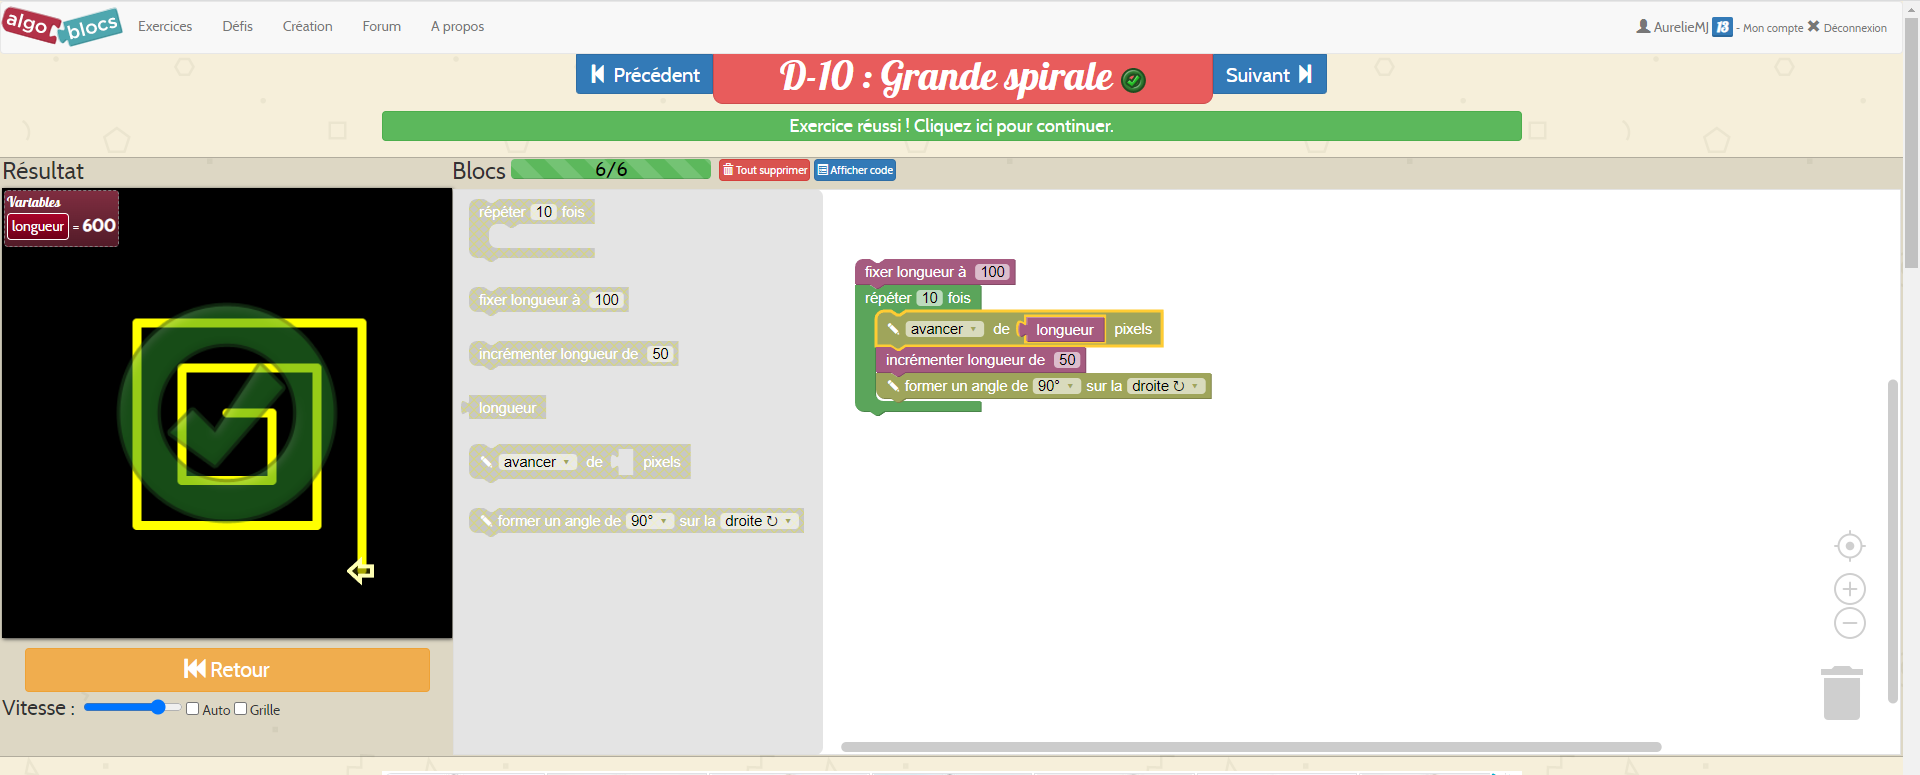 algo blocs
Exercices Défis Création Forum A propos
AurelieMJ 13 - Mon compte Déconnexion
Précédent
D-10 : Grande spirale
Suivant
Exercice réussi ! Cliquez ici pour continuer.
Résultat
Blocs 6/6 Tout supprimer Afficher code
Variables
longueur = 600
répéter 10 fois
fixer longueur à 100
incrémenter longueur de 50
longueur
avancer de pixels
former un angle de 90° sur la droite ↻
fixer longueur à 100
répéter 10 fois
avancer de longueur pixels
incrémenter longueur de 50
former un angle de 90° sur la droite ↻
Retour
Vitesse : Auto Grille